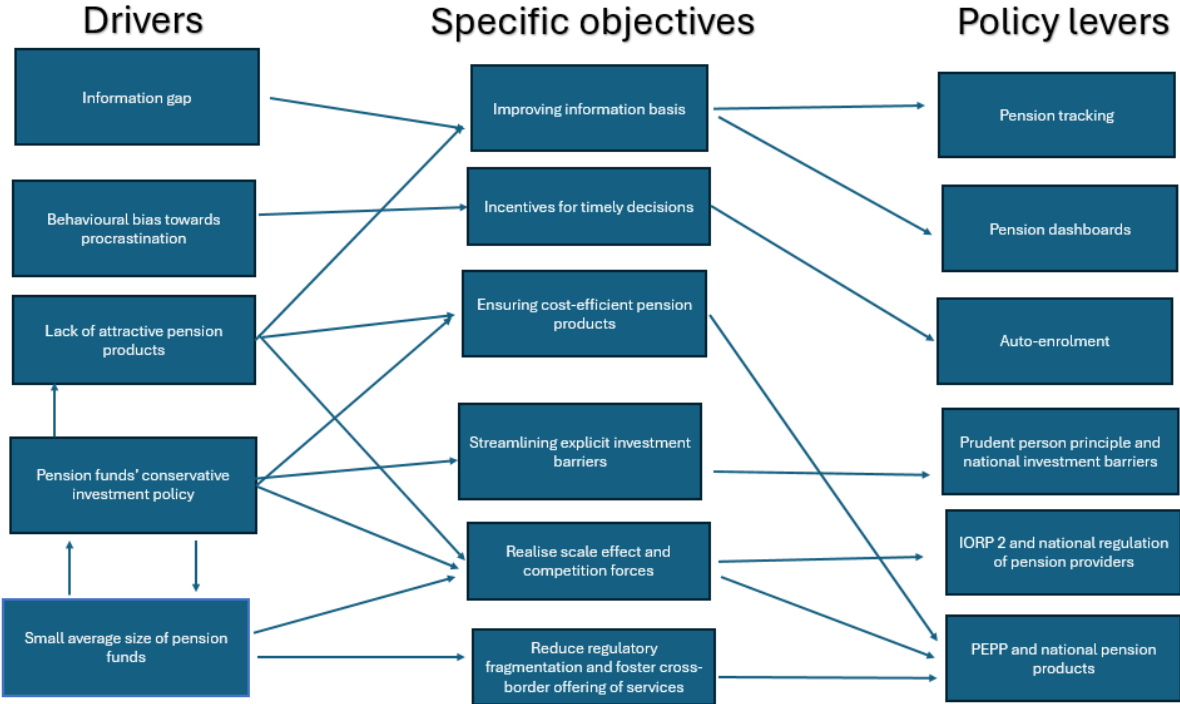 Drivers
Specific objectives
Policy levers
Information gap
Behavioural bias towards
procrastination
Lack of attractive pension
products
Pension funds' conservative
investment policy
Small average size of pension
funds
Improving information basis
Incentives for timely decisions
Ensuring cost-efficient pension
products
Streamlining explicit investment
barriers
Realise scale effect and
competition forces
Reduce regulatory
fragmentation and foster cross-
border offering of services
Pension tracking
Pension dashboards
Auto-enrolment
Prudent person principle and
national investment barriers
IORP 2 and national regulation
of pension providers
PEPP and national pension
products